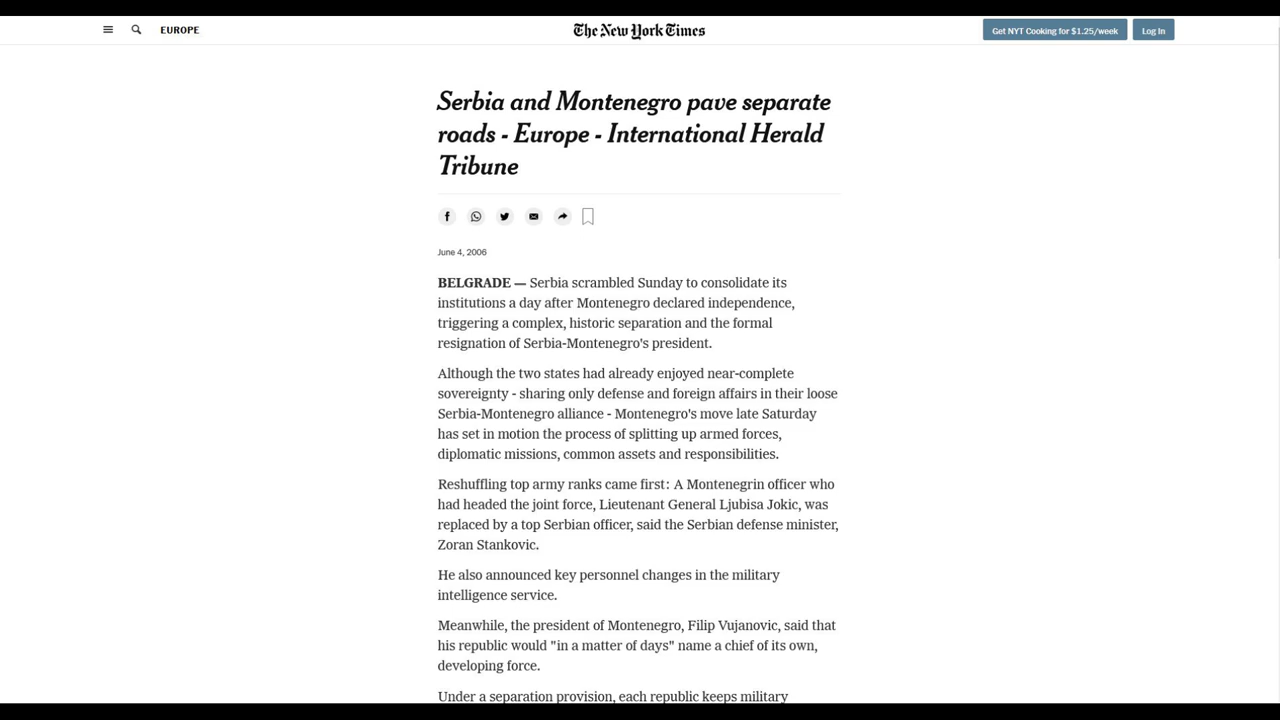 EUROPE
The New York Times
Get NYT Cooking for $1.25/week
Log In
Serbia and Montenegro pave separate
roads - Europe - International Herald
Tribune
June 4, 2006
BELGRADE — Serbia scrambled Sunday to consolidate its
institutions a day after Montenegro declared independence,
triggering a complex, historic separation and the formal
resignation of Serbia-Montenegro's president.
Although the two states had already enjoyed near-complete
sovereignty - sharing only defense and foreign affairs in their loose
Serbia-Montenegro alliance - Montenegro's move late Saturday
has set in motion the process of splitting up armed forces,
diplomatic missions, common assets and responsibilities.
Reshuffling top army ranks came first: A Montenegrin officer who
had headed the joint force, Lieutenant General Ljubisa Jokic, was
replaced by a top Serbian officer, said the Serbian defense minister,
Zoran Stankovic.
He also announced key personnel changes in the military
intelligence service.
Meanwhile, the president of Montenegro, Filip Vujanovic, said that
his republic would "in a matter of days" name a chief of its own,
developing force.
Under a separation provision, each republic keeps military